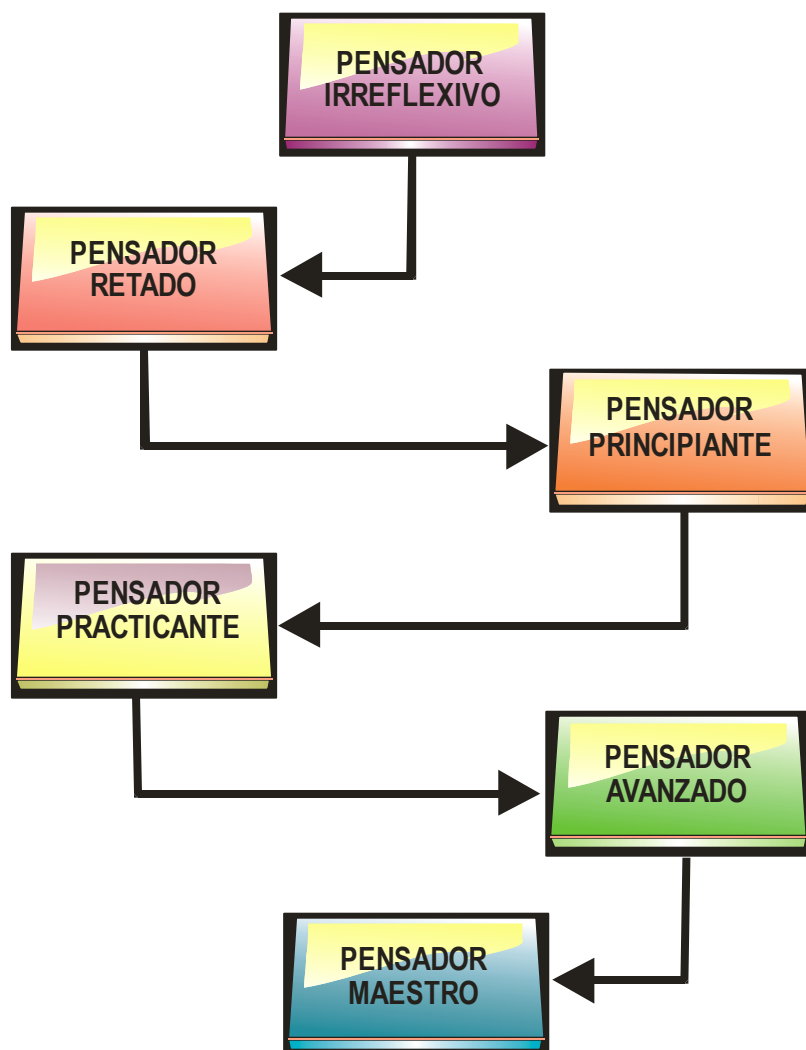 PENSADOR
IRREFLEXIVO
PENSADOR
RETADO
PENSADOR
PRINCIPIANTE
PENSADOR
PRACTICANTE
PENSADOR
AVANZADO
PENSADOR
MAESTRO